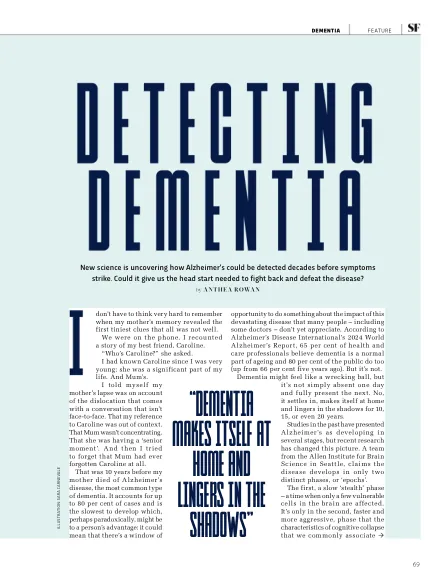 DEMENTIA
FEATURE
SF
DETECTING
DEMENTIA
New science is uncovering how Alzheimer's could be detected decades before symptoms
strike. Could it give us the head start needed to fight back and defeat the disease?
by ANTHEA ROWAN
I don't have to think very hard to remember
when my mother's memory revealed the
first tiniest clues that all was not well.
We were on the phone. I recounted
a story of my best friend, Caroline.
"Who's Caroline?" she asked.
I had known Caroline since I was very
young; she was a significant part of my
life. And Mum's.
I told myself my
mother's lapse was on account
of the dislocation that comes
with a conversation that isn't
face-to-face. That my reference
to Caroline was out of context.
That Mum wasn't concentrating.
That she was having a 'senior
moment'. And then I tried
to forget that Mum had ever
forgotten Caroline at all.
That was 10 years before my
mother died of Alzheimer's
disease, the most common type
of dementia. It accounts for up
to 80 per cent of cases and is
the slowest to develop which,
perhaps paradoxically, might be
to a person's advantage: it could
mean that there's a window of
"DEMENTIA
MAKES ITSELF AT
HOME AND
LINGERS IN THE
SHADOWS"
opportunity to do something about the impact of this
devastating disease that many people – including
some doctors – don't yet appreciate. According to
Alzheimer's Disease International's 2024 World
Alzheimer's Report, 65 per cent of health and
care professionals believe dementia is a normal
part of ageing and 80 per cent of the public do too
(up from 66 per cent five years ago). But it's not.
Dementia might feel like a wrecking ball, but
it's not simply absent one day
and fully present the next. No,
it settles in, makes itself at home
and lingers in the shadows for 10,
15, or even 20 years.
Studies in the past have presented
Alzheimer's as developing in
several stages, but recent research
has changed this picture. A team
from the Allen Institute for Brain
Science in Seattle, claims the
disease develops in only two
distinct phases, or 'epochs'.
The first, a slow 'stealth' phase
– a time when only a few vulnerable
cells in the brain are affected.
It's only in the second, faster and
more aggressive, phase that the
characteristics of cognitive collapse
that we commonly associate →
69